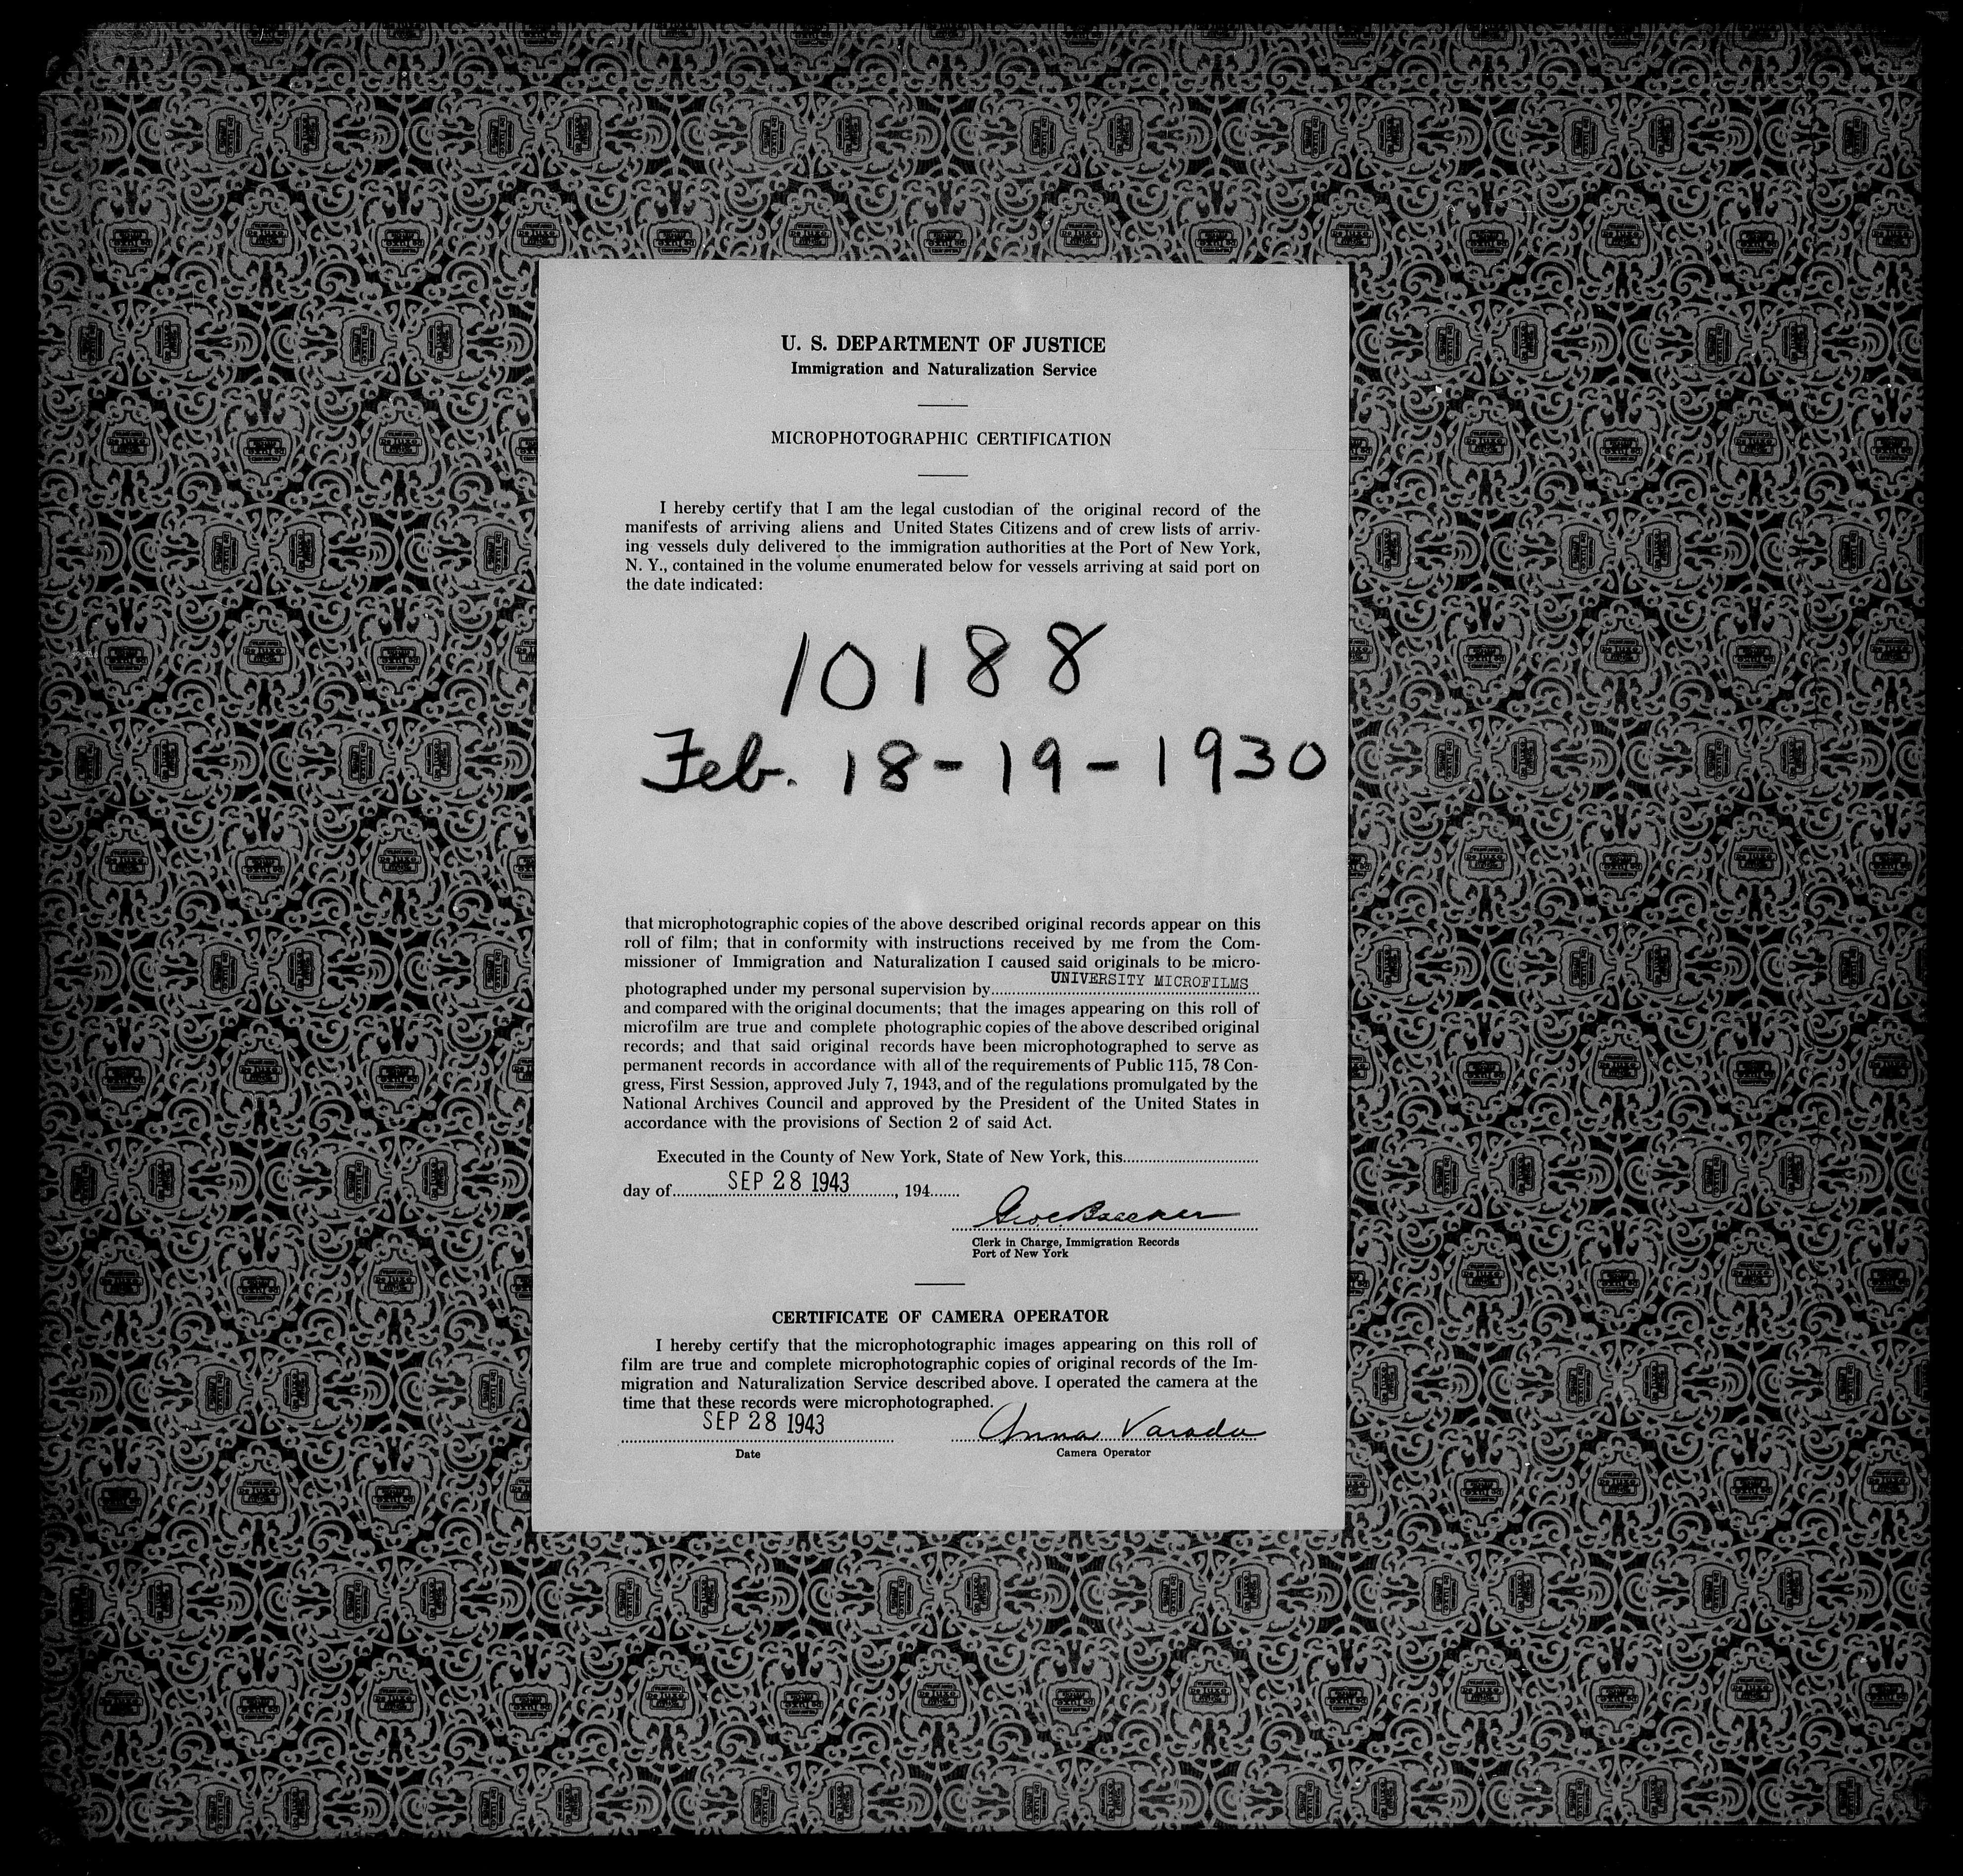 U. S. DEPARTMENT OF JUSTICE
Immigration and Naturalization Service
MICROPHOTOGRAPHIC CERTIFICATION
I hereby certify that I am the legal custodian of the original record of the
manifests of arriving aliens and United States Citizens and of crew lists of arriv-
ing vessels duly delivered to the immigration authorities at the Port of New York,
N. Y., contained in the volume enumerated below for vessels arriving at said port on
the date indicated:
10188
Feb. 18-19-1930
that microphotographic copies of the above described original records appear on this
roll of film; that in conformity with instructions received by me from the Com-
missioner of Immigration and Naturalization I caused said originals to be micro-
photographed under my personal supervision by UNIVERSITY MICROFILMS
and compared with the original documents; that the images appearing on this roll of
microfilm are true and complete photographic copies of the above described original
records; and that said original records have been microphotographed to serve as
permanent records in accordance with all of the requirements of Public 115, 78 Con-
gress, First Session, approved July 7, 1943, and of the regulations promulgated by the
National Archives Council and approved by the President of the United States in
accordance with the provisions of Section 2 of said Act.
Executed in the County of New York, State of New York, this
day of SEP 28 1943, 194
Clerk in Charge, Immigration Records
Port of New York
CERTIFICATE OF CAMERA OPERATOR
I hereby certify that the microphotographic images appearing on this roll of
film are true and complete microphotographic copies of original records of the Im-
migration and Naturalization Service described above. I operated the camera at the
time that these records were microphotographed.
SEP 28 1943 Anna Varada
Date Camera Operator